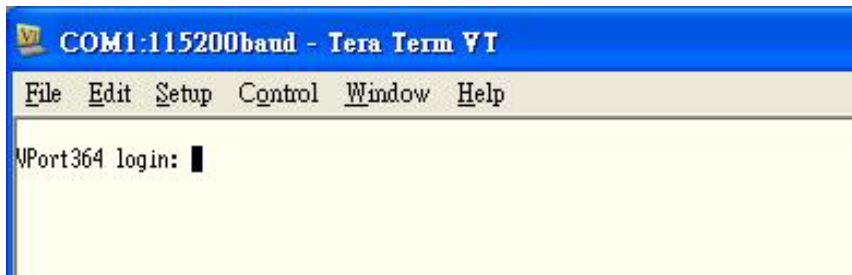 COM1:115200baud - Tera Term VT
File Edit Setup Control Window Help
VPort364 login: